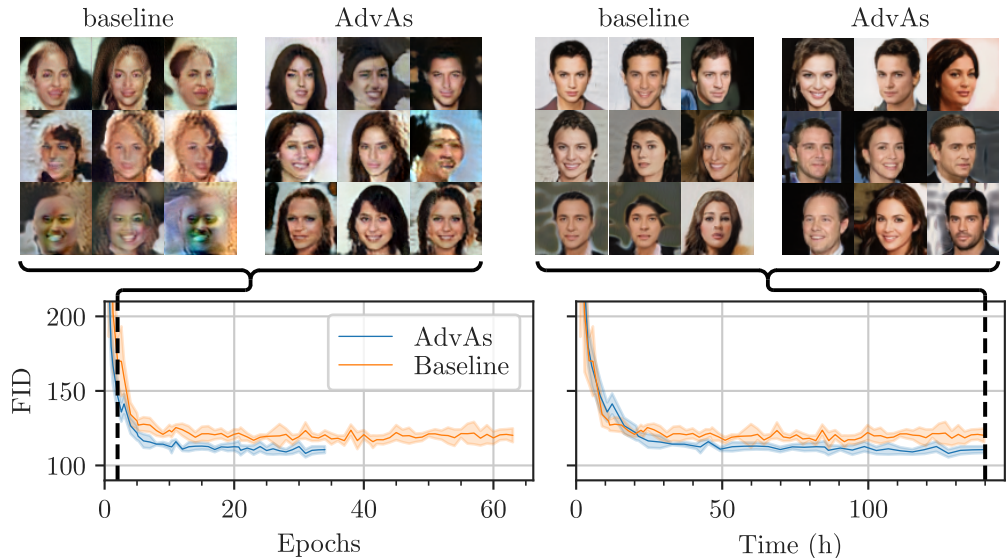 baseline
AdvAs
baseline
AdvAs
FID
200
150
100
AdvAs
Baseline
0
20
40
60
Epochs
0
50
100
Time (h)